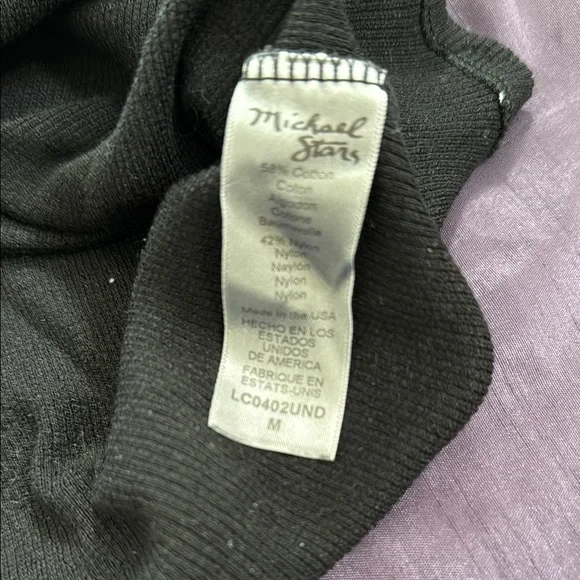 Michael
Stars
58% Cotton
Coton
Algodon
Cotone
Baumwolle
42% Nylon
Nylon
Naylon
Nylon
Nylon
Made in the USA
HECHO EN LOS
ESTADOS
UNIDOS
DE AMERICA
FABRIQUE EN
ESTATS-UNIS
LC0402UND
M